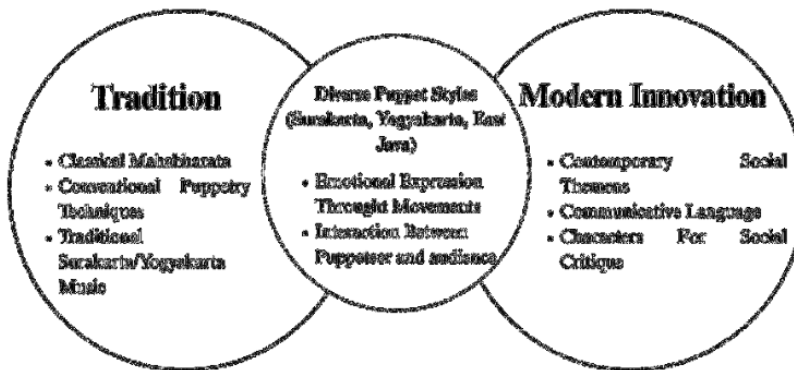 Tradition
• Classical Mahabharata
• Conventional Puppetry
Techniques
• Traditional
Surakarta/Yogyakarta
Music
Diverse Puppet Styles
(Surakarta, Yogyakarta, East
Java)
• Emotional Expression
Throught Movements
• Interaction Between
Puppeteer and audience
Modern Innovation
• Contemporary Social
Themens
• Communicative Language
• Characters For Social
Critique